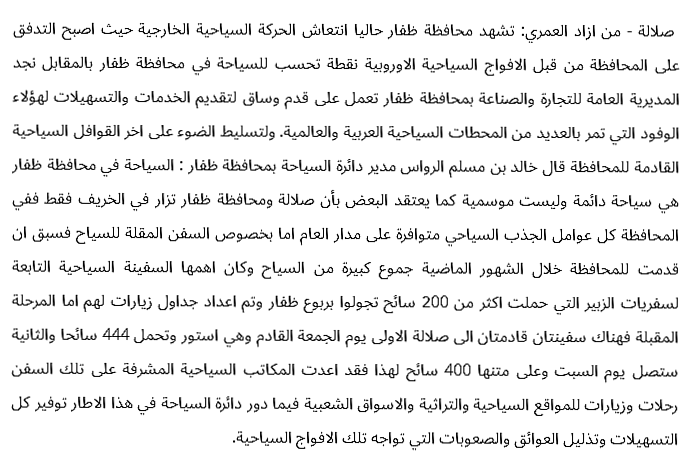 صلالة - من ازاد العمري: تشهد محافظة ظفار حاليا انتعاش الحركة السياحية الخارجية حيث اصبح التدفق
على المحافظة من قبل الافواج السياحية الاوروبية نقطة تحسب للسياحة في محافظة ظفار بالمقابل نجد
المديرية العامة للتجارة والصناعة بمحافظة ظفار تعمل على قدم وساق لتقديم الخدمات والتسهيلات لهؤلاء
الوفود التي تمر بالعديد من المحطات السياحية العربية والعالمية. ولتسليط الضوء على اخر القوافل السياحية
القادمة للمحافظة قال خالد بن مسلم الرواس مدير دائرة السياحة بمحافظة ظفار : السياحة في محافظة ظفار
هي سياحة دائمة وليست موسمية كما يعتقد البعض بأن صلالة ومحافظة ظفار تزار في الخريف فقط ففي
المحافظة كل عوامل الجذب السياحي متوافرة على مدار العام اما بخصوص السفن المقلة للسياح فسبق ان
قدمت للمحافظة خلال الشهور الماضية جموع كبيرة من السياح وكان اهمها السفينة السياحية التابعة
لسفريات الزبير التي حملت اكثر من 200 سائح تجولوا بربوع ظفار وتم اعداد جداول زيارات لهم اما المرحلة
المقبلة فهناك سفينتان قادمتان الى صلالة الاولى يوم الجمعة القادم وهي استور وتحمل 444 سائحا والثانية
ستصل يوم السبت وعلى متنها 400 سائح لهذا فقد اعدت المكاتب السياحية المشرفة على تلك السفن
رحلات وزيارات للمواقع السياحية والتراثية والاسواق الشعبية فيما دور دائرة السياحة في هذا الاطار توفير كل
التسهيلات وتذليل العوائق والصعوبات التي تواجه تلك الافواج السياحية.